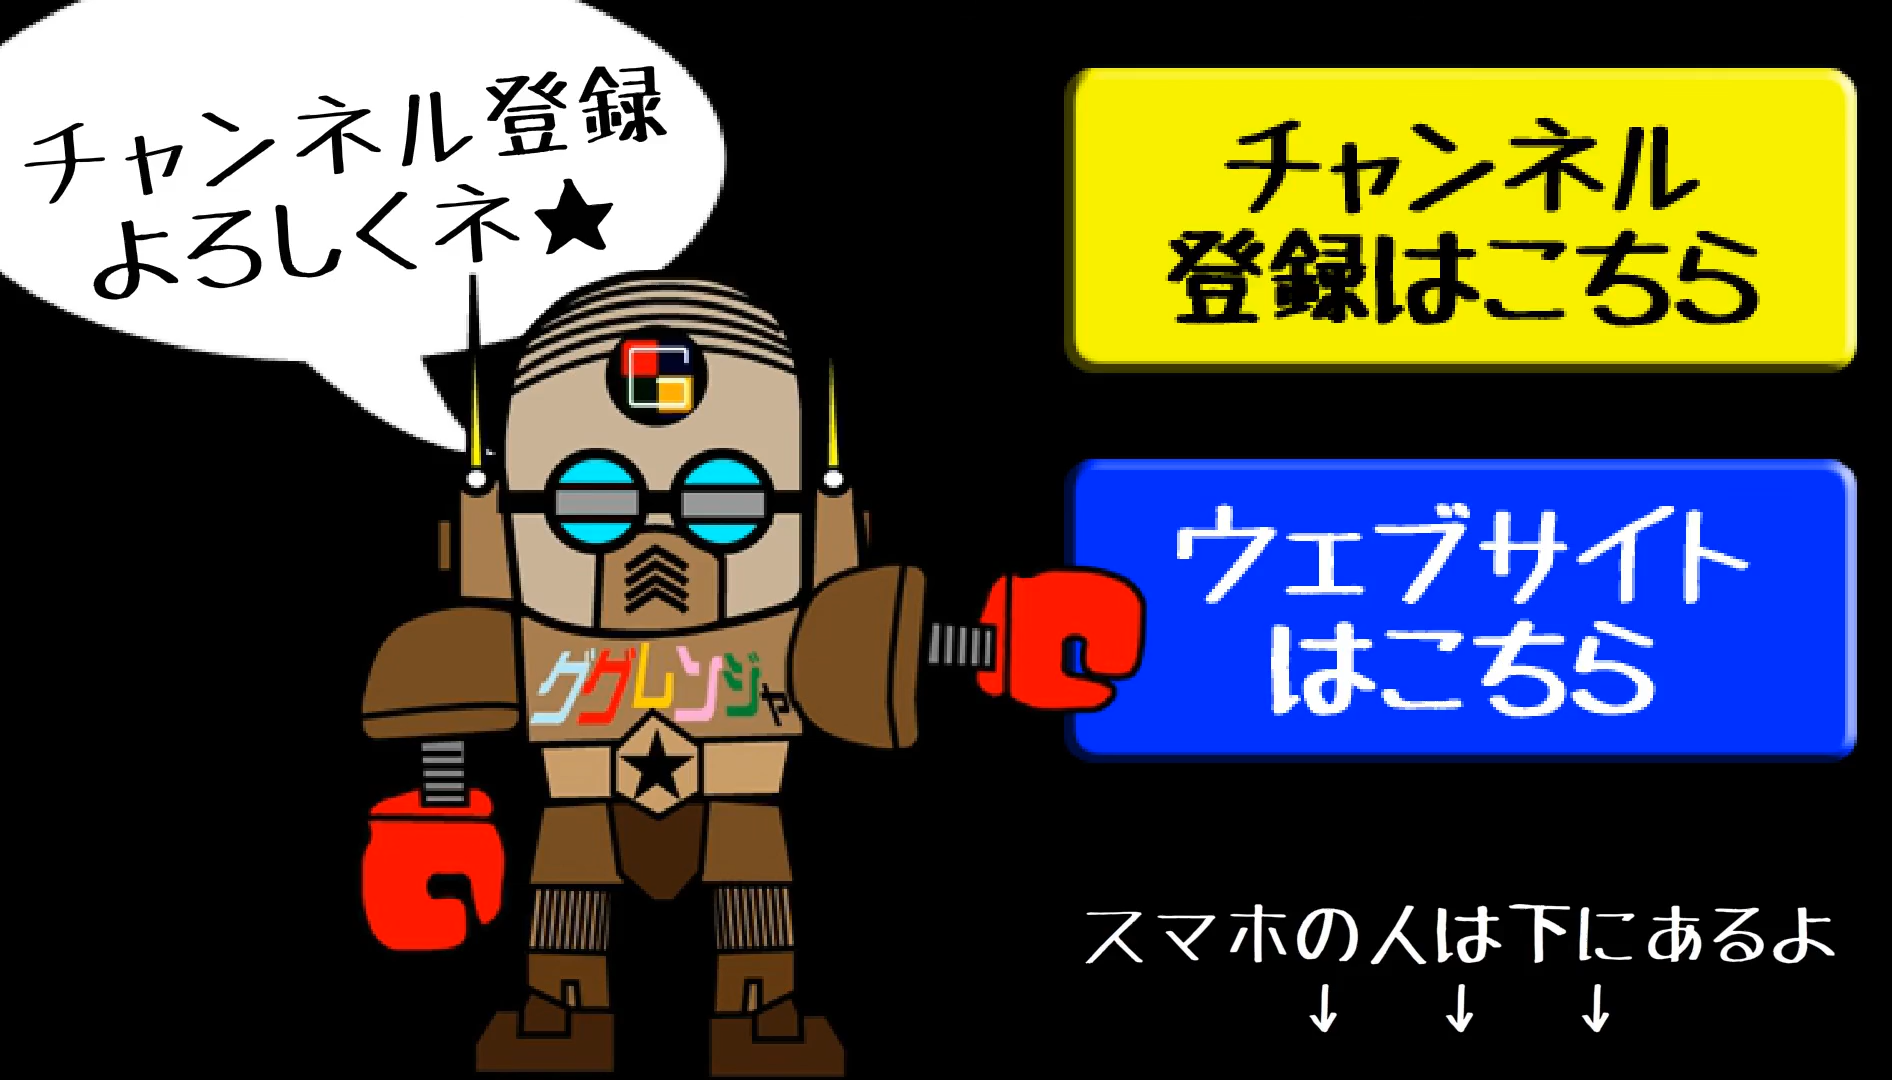 チャンネル登録
よろしくネ★
チャンネル
登録はこちら
ググレンジャ
ウェブサイト
はこちら
スマホの人は下にあるよ
↓ ↓ ↓